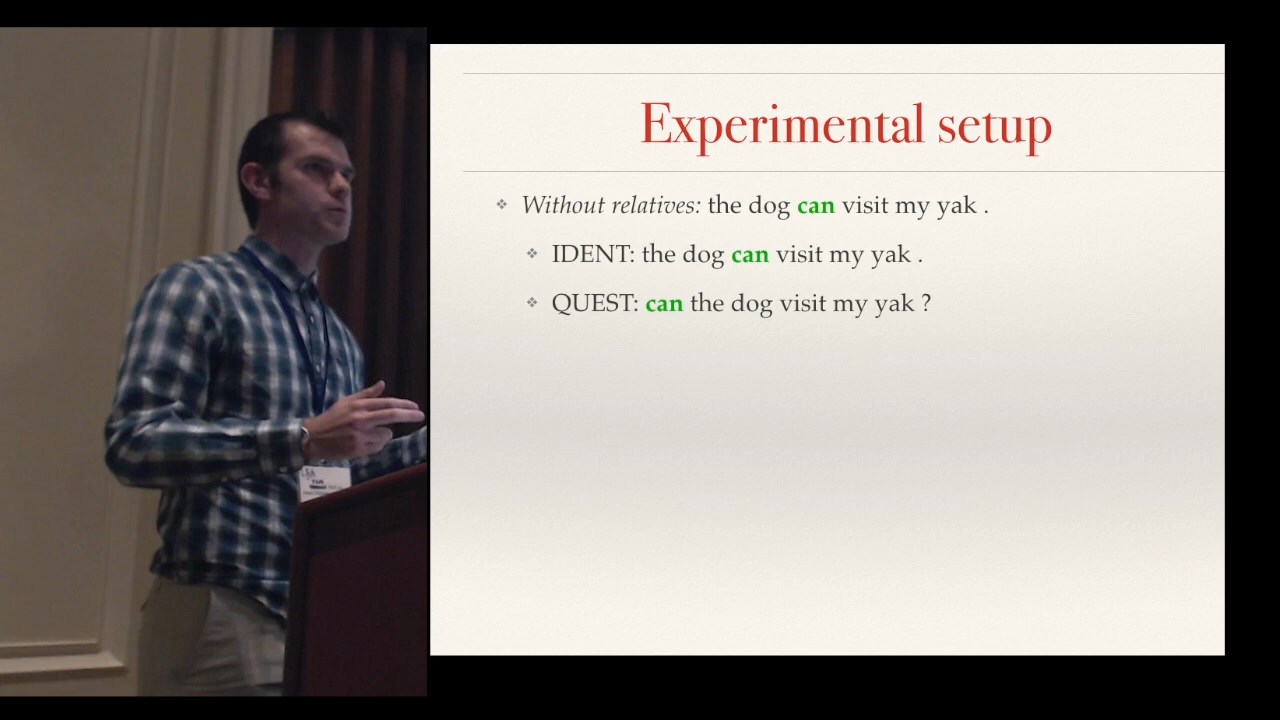 Experimental setup
Without relatives: the dog can visit my yak .
IDENT: the dog can visit my yak .
QUEST: can the dog visit my yak ?